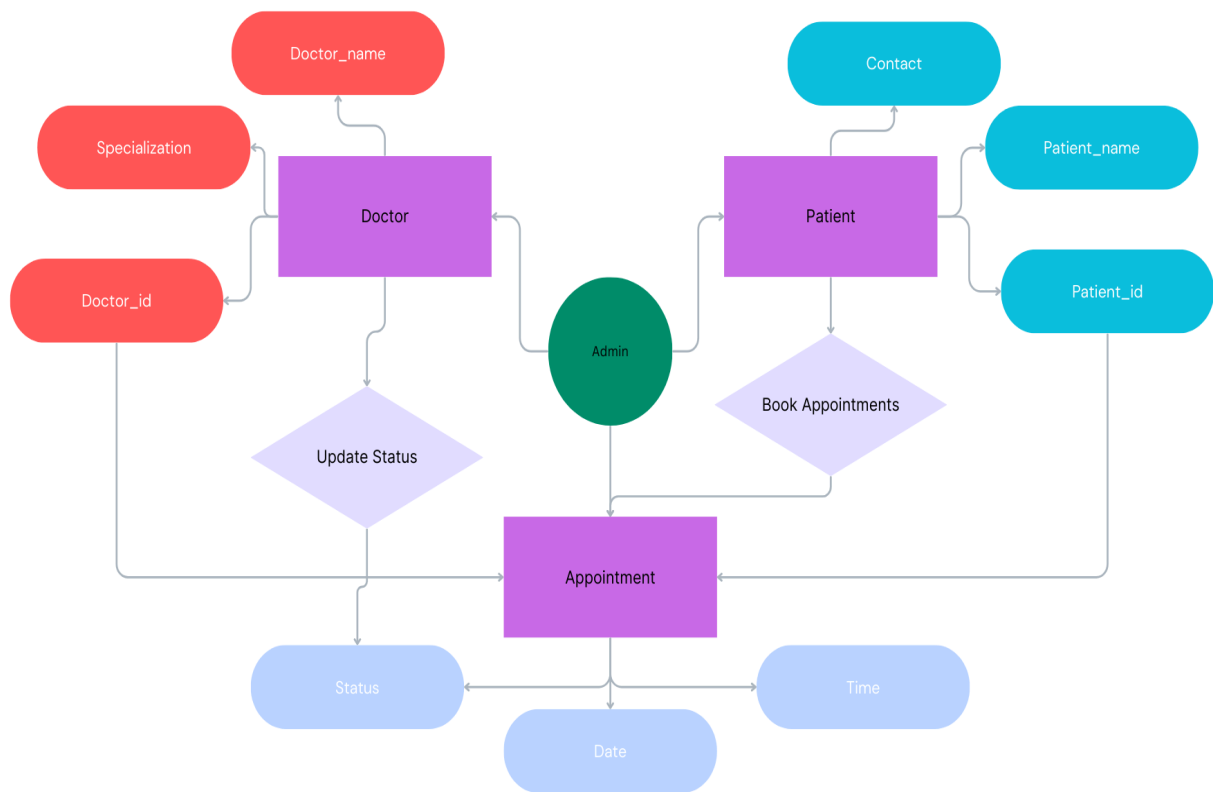 Doctor_name
Contact
Specialization
Patient_name
Doctor
Patient
Doctor_id
Patient_id
Admin
Book Appointments
Update Status
Appointment
Status
Time
Date